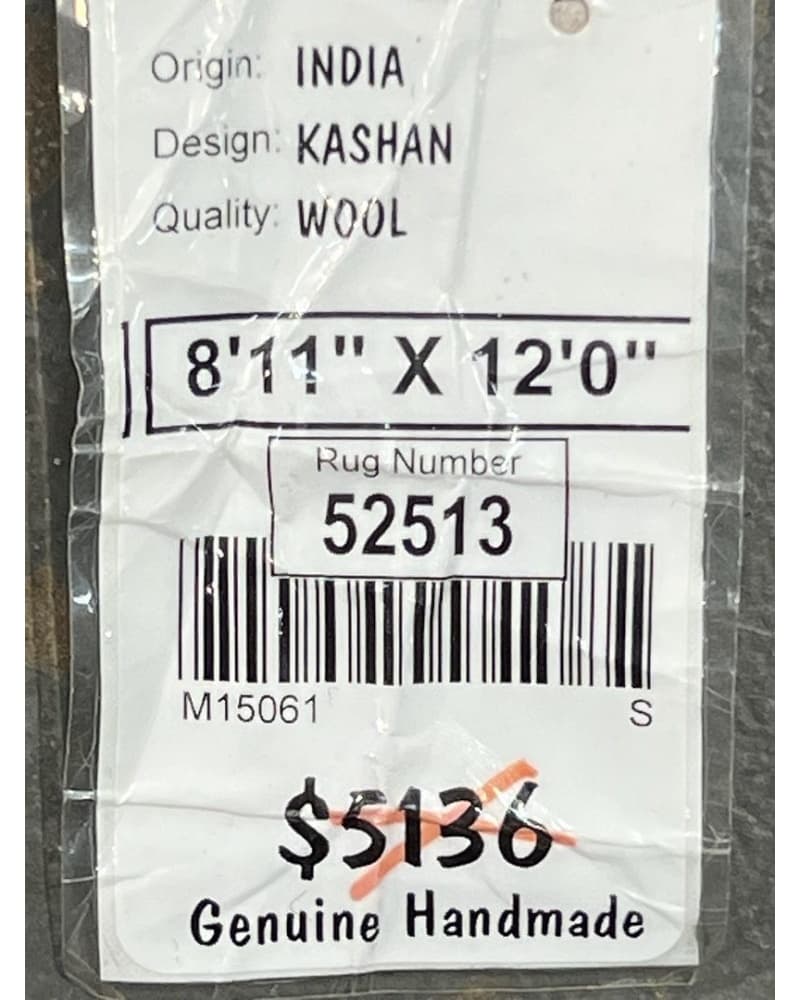 Origin: INDIA
Design: KASHAN
Quality: WOOL
8'11" X 12'0"
Rug Number
52513
M15061 S
$5136
Genuine Handmade